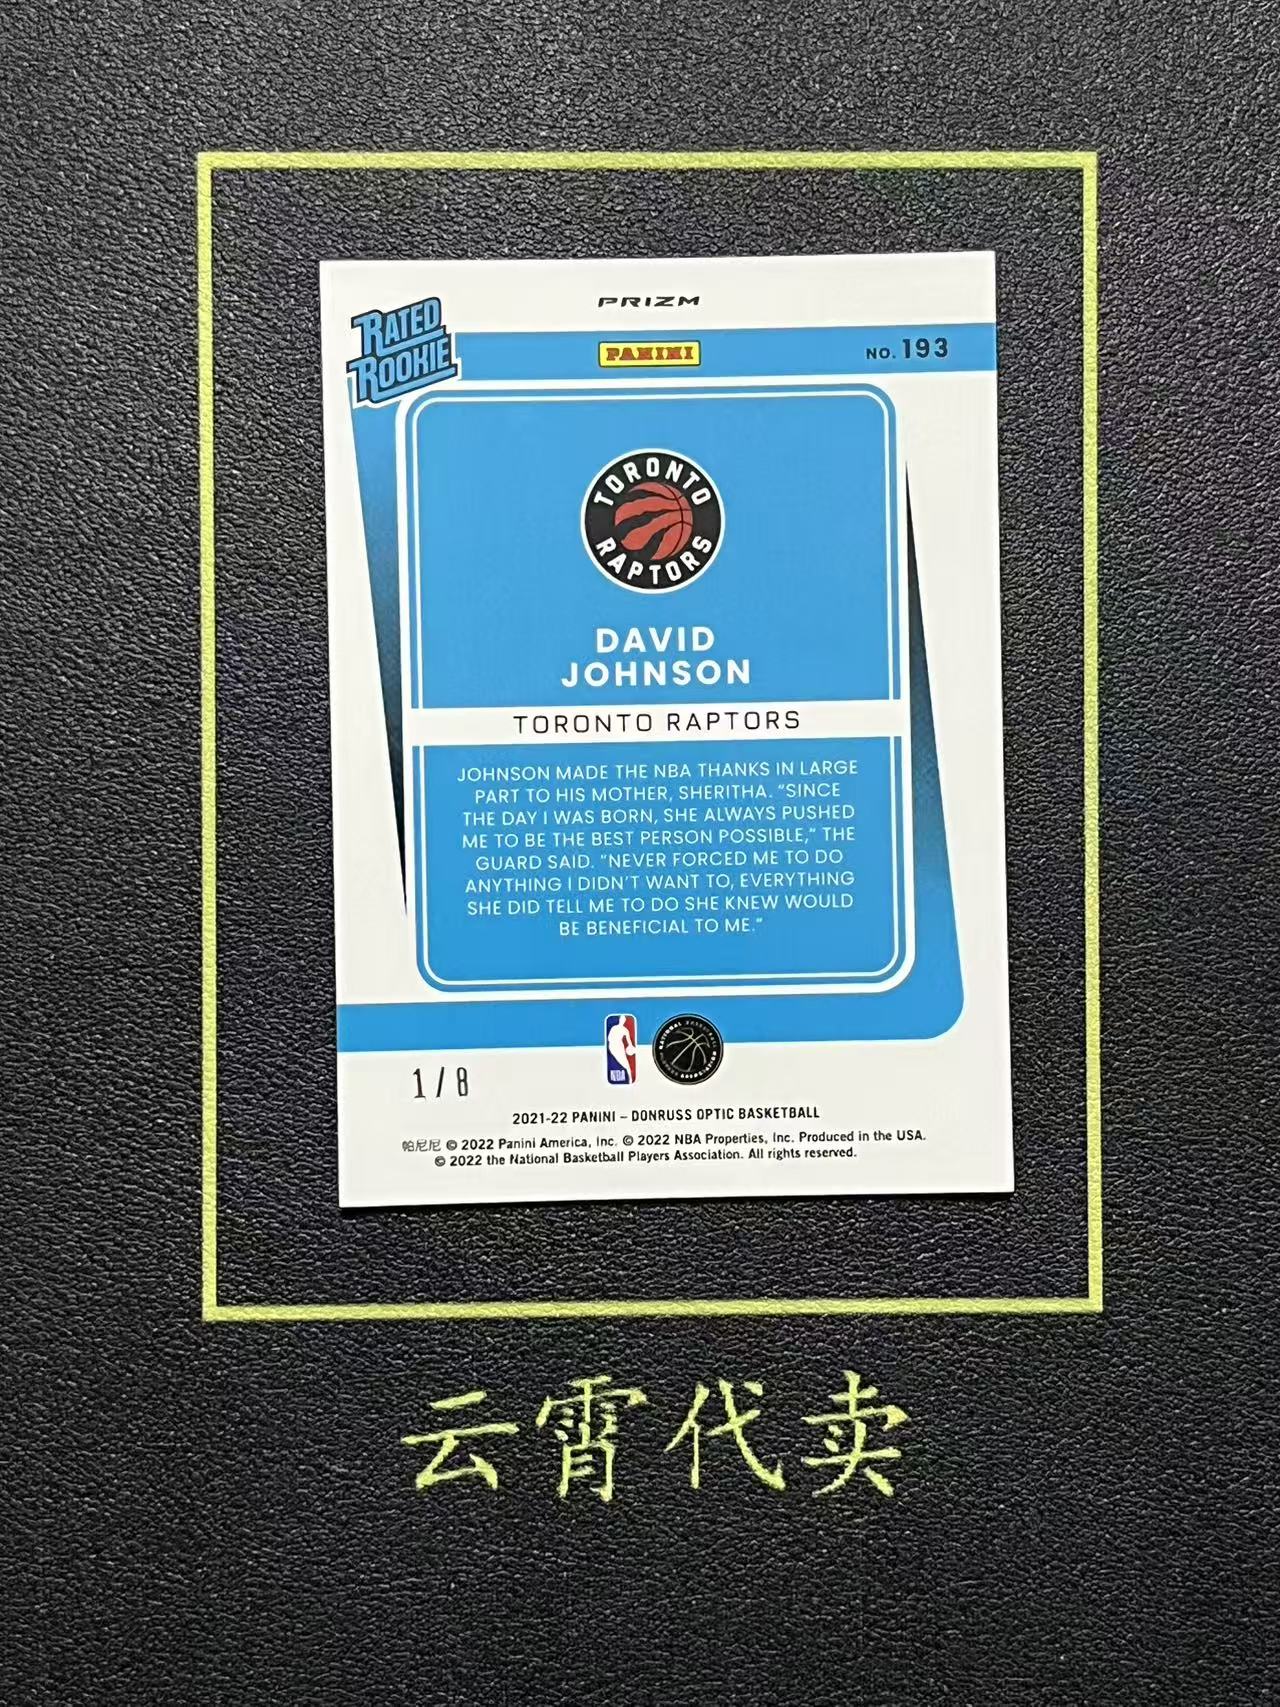 PRIZM
RATED
ROOKIE
PANINI
NO. 193
TORONTO
RAPTORS
DAVID
JOHNSON
TORONTO RAPTORS
JOHNSON MADE THE NBA THANKS IN LARGE
PART TO HIS MOTHER, SHERITHA. “SINCE
THE DAY I WAS BORN, SHE ALWAYS PUSHED
ME TO BE THE BEST PERSON POSSIBLE,” THE
GUARD SAID. “NEVER FORCED ME TO DO
ANYTHING I DIDN’T WANT TO, EVERYTHING
SHE DID TELL ME TO DO SHE KNEW WOULD
BE BENEFICIAL TO ME.”
NBA
1/8
2021-22 PANINI – DONRUSS OPTIC BASKETBALL
帕尼尼 © 2022 Panini America, Inc. © 2022 NBA Properties, Inc. Produced in the USA.
© 2022 the National Basketball Players Association. All rights reserved.
云霄代卖